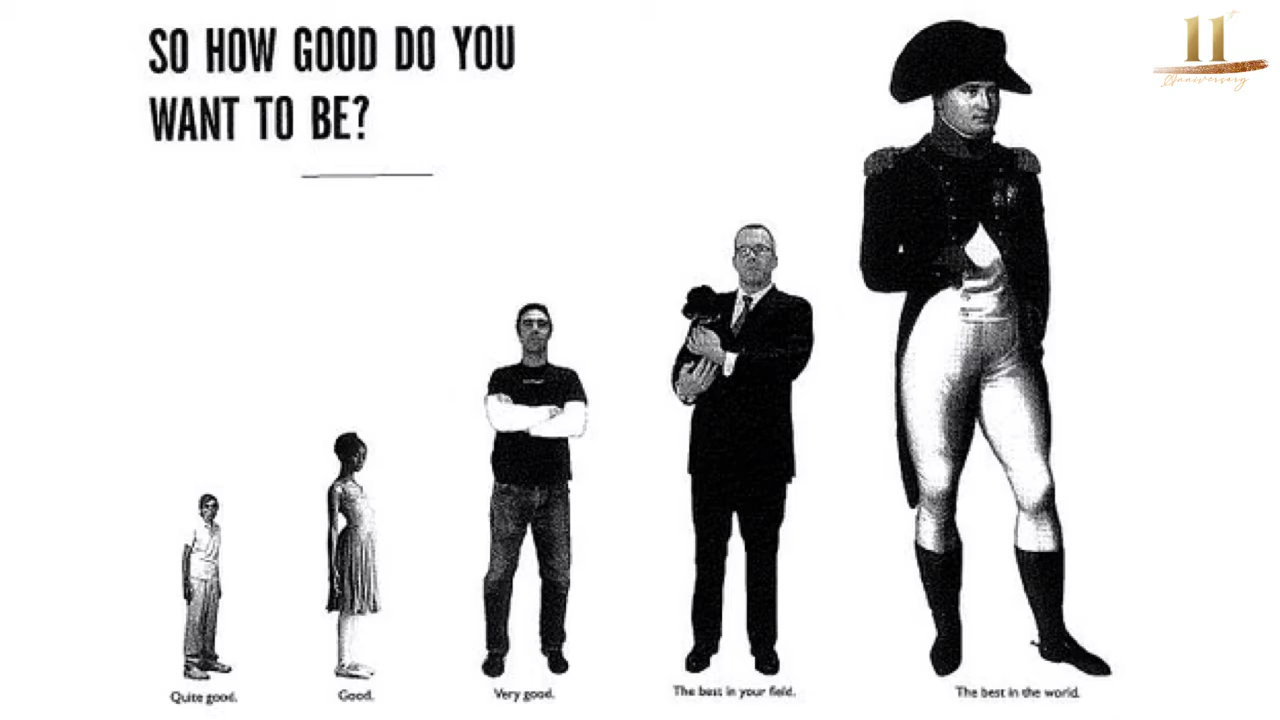 SO HOW GOOD DO YOU
WANT TO BE?
11th
Anniversary
Quite good.
Good.
Very good.
The best in your field.
The best in the world.